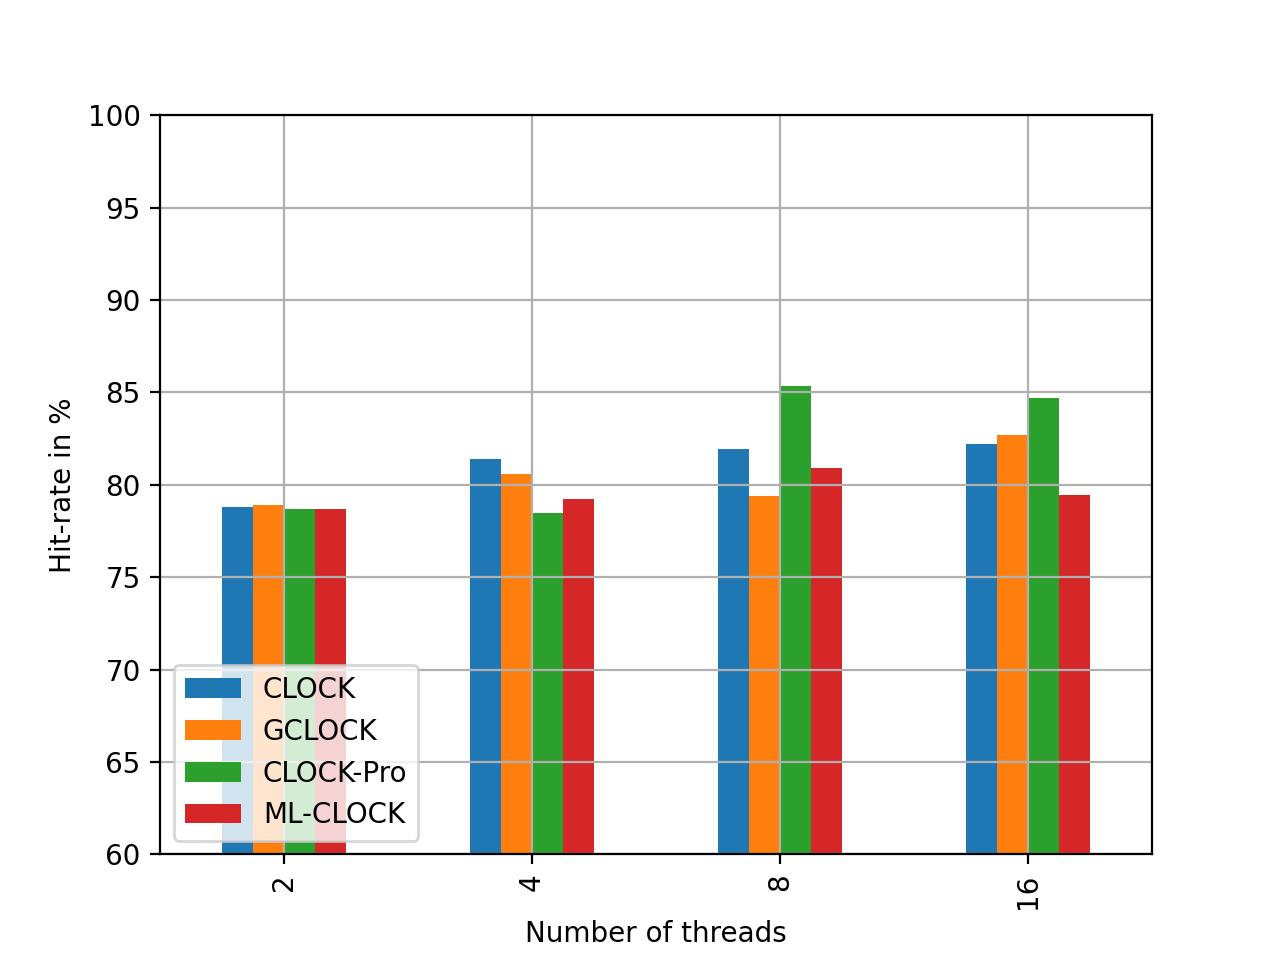 100
95
90
85
80
75
70
65
60
Hit-rate in %
CLOCK
GCLOCK
CLOCK-Pro
ML-CLOCK
2
4
8
16
Number of threads